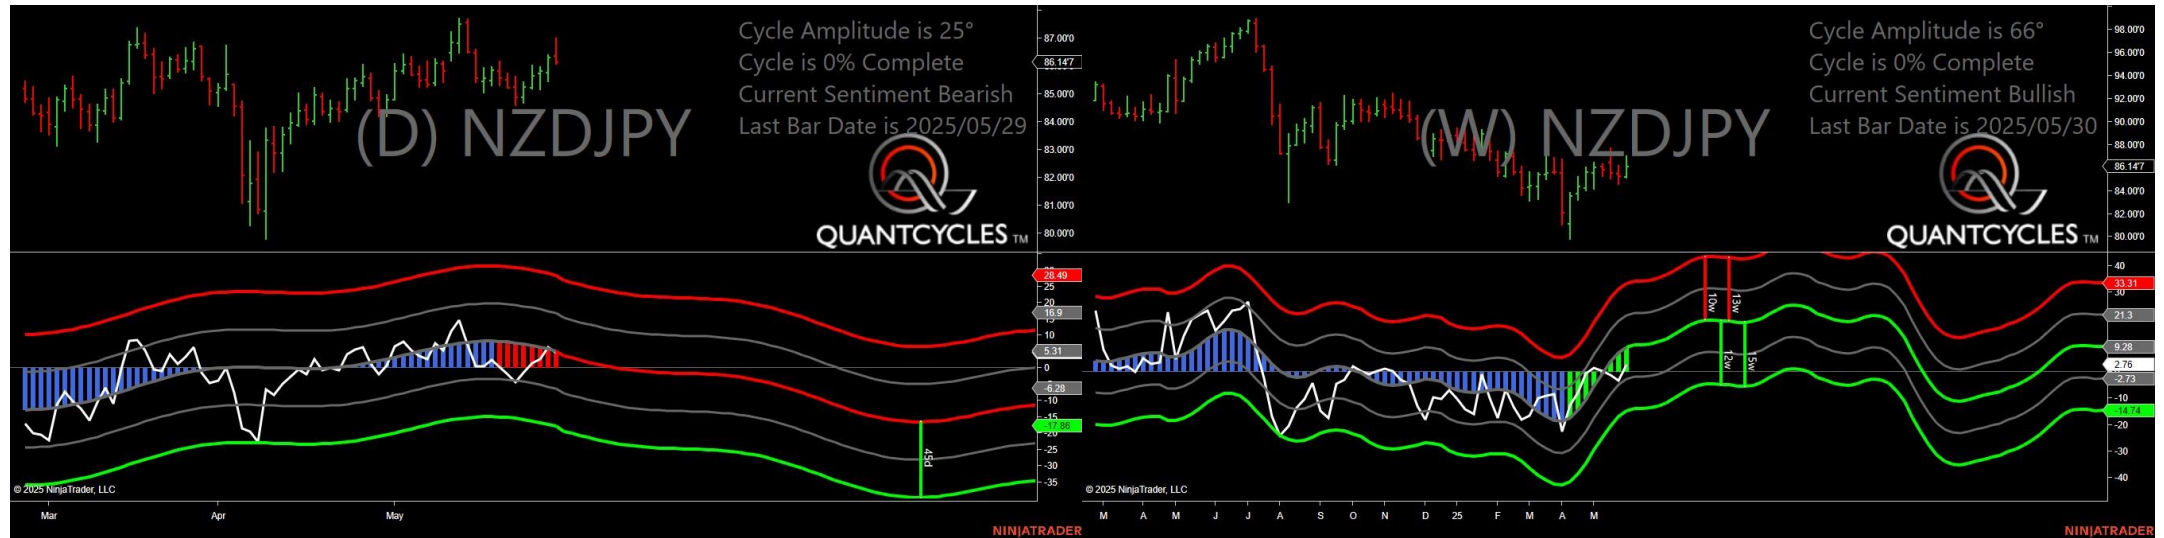 Cycle Amplitude is 25°
Cycle is 0% Complete
Current Sentiment Bearish
Last Bar Date is 2025/05/29
(D) NZDJPY
QUANTCYCLES TM
87.00'0
86.14'7
85.00'0
84.00'0
83.00'0
82.00'0
81.00'0
80.00'0
28.49
25
20
16.9
10
5.31
0
-6.28
-10
-15
-17.86
-25
-30
-35
45d
© 2025 NinjaTrader, LLC
Mar Apr May
NINJATRADER
Cycle Amplitude is 66°
Cycle is 0% Complete
Current Sentiment Bullish
Last Bar Date is 2025/05/30
(W) NZDJPY
QUANTCYCLES TM
98.00'0
96.00'0
94.00'0
92.00'0
90.00'0
88.00'0
86.14'7
84.00'0
82.00'0
80.00'0
40
33.31
30
21.3
9.28
2.76
-2.73
-10
-14.74
-20
-30
-40
10w
13w
12w
15w
© 2025 NinjaTrader, LLC
M A M J J A S O N D 25 F M A M
NINJATRADER